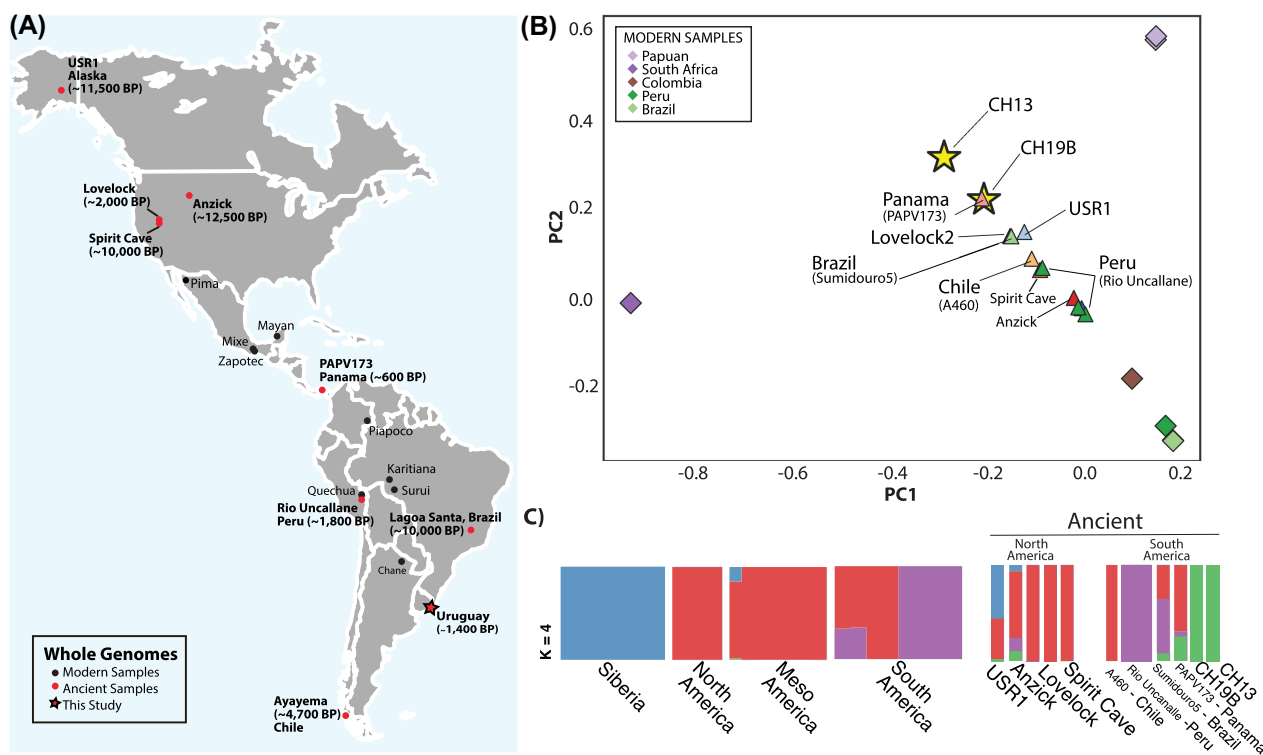 (A)
USR1
Alaska
(~11,500 BP)
Lovelock
(~2,000 BP)
Anzick
(~12,500 BP)
Spirit Cave
(~10,000 BP)
Pima
Mayan
Mixe
Zapotec
PAPV173
Panama (~600 BP)
Piapoco
Karitiana
Quechua
Surui
Rio Uncallane
Peru (~1,800 BP)
Lagoa Santa, Brazil
(~10,000 BP)
Chane
Uruguay
(~1,400 BP)
Whole Genomes
Modern Samples
Ancient Samples
This Study
Ayayema
(~4,700 BP)
Chile
(B)
0.6
0.4
0.2
0.0
-0.2
PC2
MODERN SAMPLES
Papuan
South Africa
Colombia
Peru
Brazil
CH13
CH19B
Panama
(PAPV173)
USR1
Lovelock2
Brazil
(Sumidouro5)
Peru
(Rio Uncallane)
Chile
(A460)
Spirit Cave
Anzick
-0.8
-0.6
-0.4
-0.2
0.0
0.2
PC1
C)
Ancient
North
America
South
America
K = 4
Siberia
North
America
Meso
America
South
America
USR1
Anzick
Lovelock
Spirit Cave
A460 - Chile
Rio Uncanalle -Peru
Sumidouro5 - Brazil
PAPV173 - Panama
CH19B
CH13